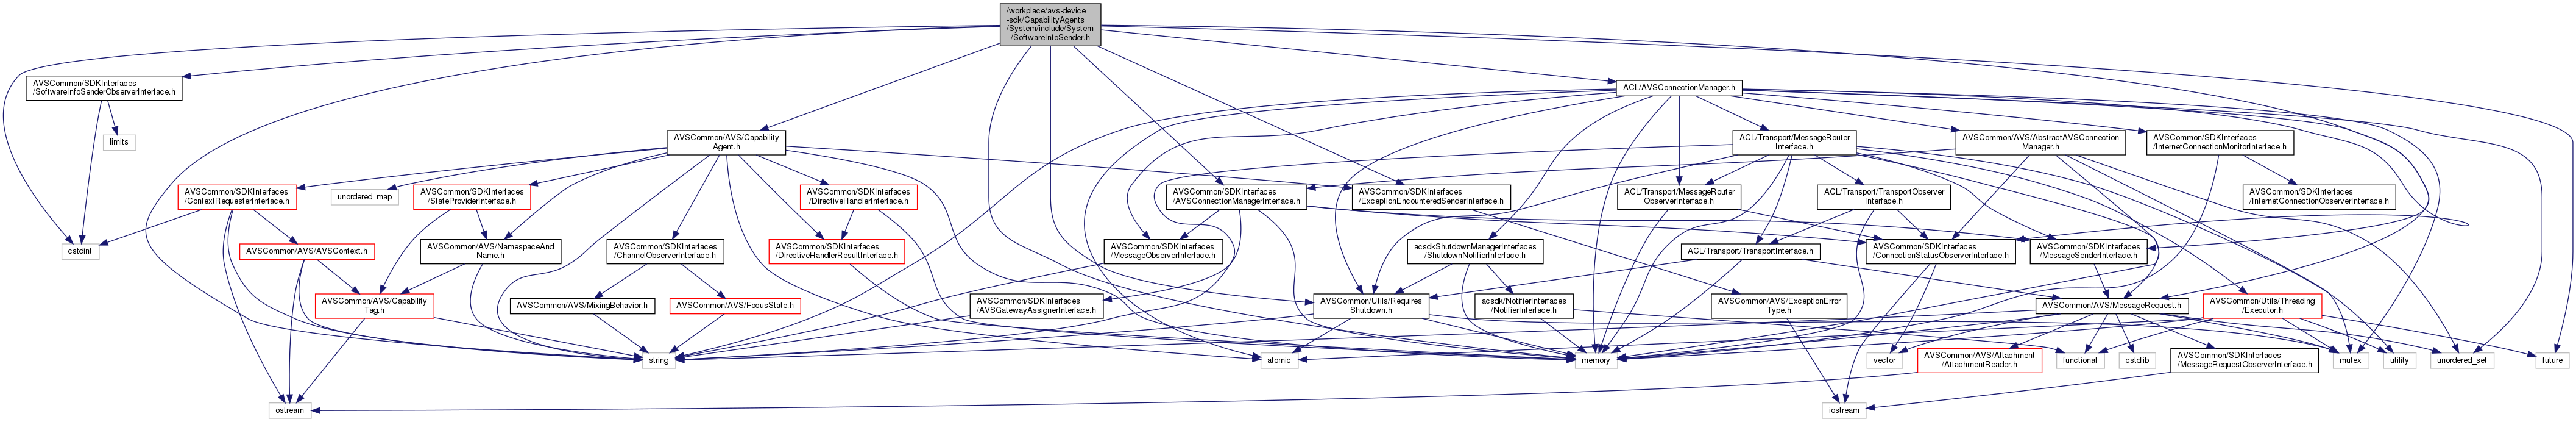 /workplace/avs-device
-sdk/CapabilityAgents
/System/include/System
/SoftwareInfoSender.h
AVSCommon/SDKInterfaces
/SoftwareInfoSenderObserverInterface.h
ACL/AVSConnectionManager.h
limits
AVSCommon/AVS/Capability
Agent.h
ACL/Transport/MessageRouter
Interface.h
AVSCommon/AVS/AbstractAVSConnection
Manager.h
AVSCommon/SDKInterfaces
/InternetConnectionMonitorInterface.h
AVSCommon/SDKInterfaces
/ContextRequesterInterface.h
unordered_map
AVSCommon/SDKInterfaces
/StateProviderInterface.h
AVSCommon/SDKInterfaces
/DirectiveHandlerInterface.h
AVSCommon/SDKInterfaces
/AVSConnectionManagerInterface.h
AVSCommon/SDKInterfaces
/ExceptionEncounteredSenderInterface.h
ACL/Transport/MessageRouter
ObserverInterface.h
ACL/Transport/TransportObserver
Interface.h
AVSCommon/SDKInterfaces
/InternetConnectionObserverInterface.h
cstdint
AVSCommon/AVS/AVSContext.h
AVSCommon/AVS/NamespaceAnd
Name.h
AVSCommon/SDKInterfaces
/ChannelObserverInterface.h
AVSCommon/SDKInterfaces
/DirectiveHandlerResultInterface.h
AVSCommon/SDKInterfaces
/MessageObserverInterface.h
acsdkShutdownManagerInterfaces
/ShutdownNotifierInterface.h
ACL/Transport/TransportInterface.h
AVSCommon/SDKInterfaces
/ConnectionStatusObserverInterface.h
AVSCommon/SDKInterfaces
/MessageSenderInterface.h
AVSCommon/AVS/Capability
Tag.h
AVSCommon/AVS/MixingBehavior.h
AVSCommon/AVS/FocusState.h
AVSCommon/SDKInterfaces
/AVSGatewayAssignerInterface.h
AVSCommon/Utils/Requires
Shutdown.h
acsdk/NotifierInterfaces
/NotifierInterface.h
AVSCommon/AVS/ExceptionError
Type.h
AVSCommon/AVS/MessageRequest.h
AVSCommon/Utils/Threading
/Executor.h
string
atomic
memory
vector
AVSCommon/AVS/Attachment
/AttachmentReader.h
functional
cstdlib
AVSCommon/SDKInterfaces
/MessageRequestObserverInterface.h
mutex
utility
unordered_set
future
ostream
iostream